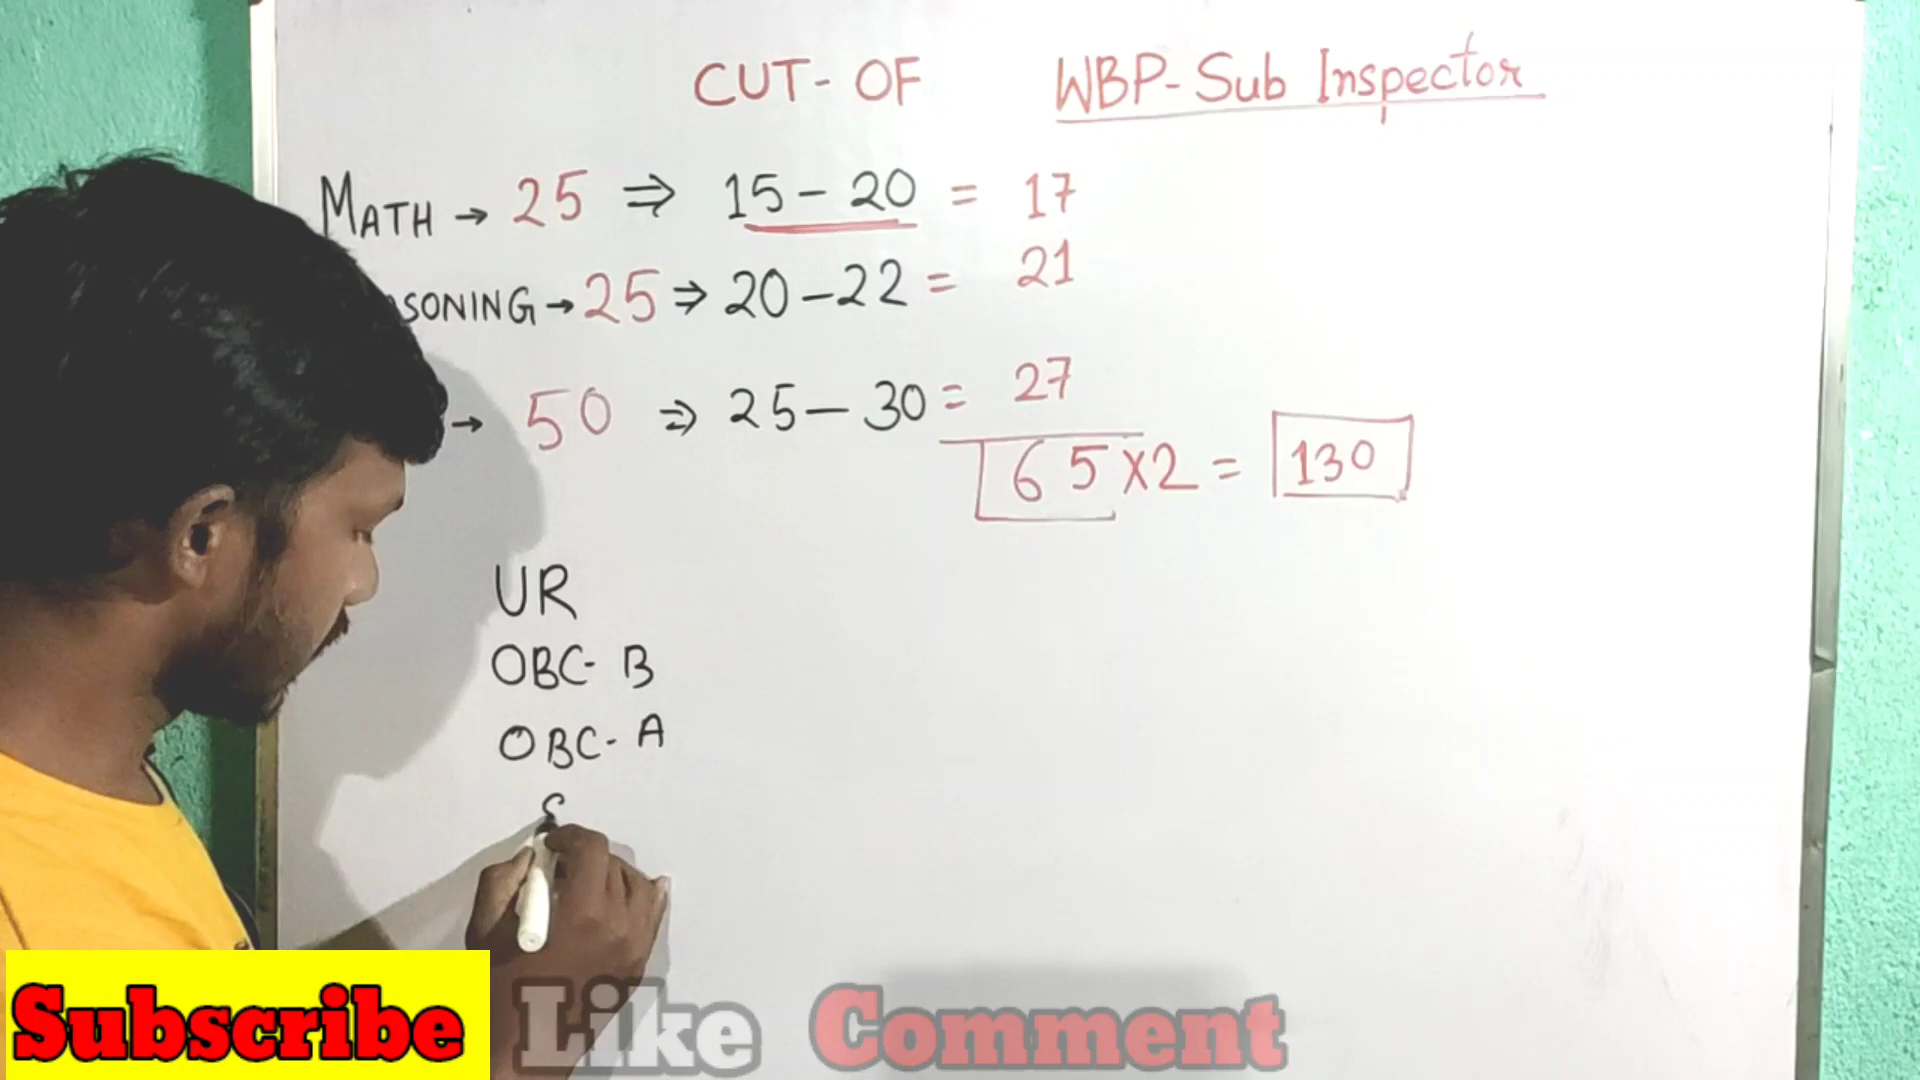 CUT- OF WBP- Sub Inspector
MATH → 25 ⇒ 15 - 20 = 17
SONING → 25 ⇒ 20 - 22 = 21
→ 50 ⇒ 25 - 30 = 27
65 x2 = 130
UR
OBC- B
OBC- A
S
Subscribe Like Comment